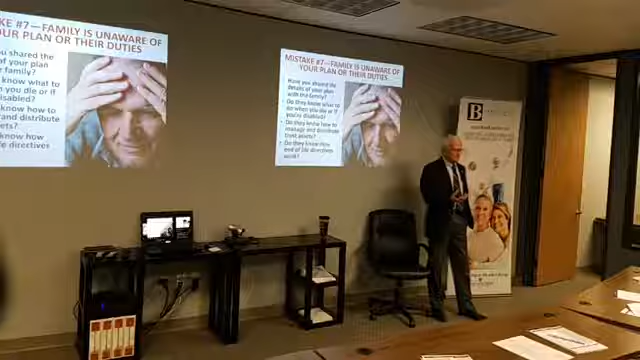 KE #7—FAMILY IS UNAWARE OF
OUR PLAN OR THEIR DUTIES
ou shared the
of your plan
family?
know what to
n you die or if
isabled?
know how to
and distribute
ets?
know how
fe directives
MISTAKE #7—FAMILY IS UNAWARE OF
YOUR PLAN OR THEIR DUTIES
Have you shared the
details of your plan
with the family?
• Do they know what to
do when you die or if
you're disabled?
• Do they know how to
manage and distribute
trust assets?
• Do they know how
end of life directives
work?
B